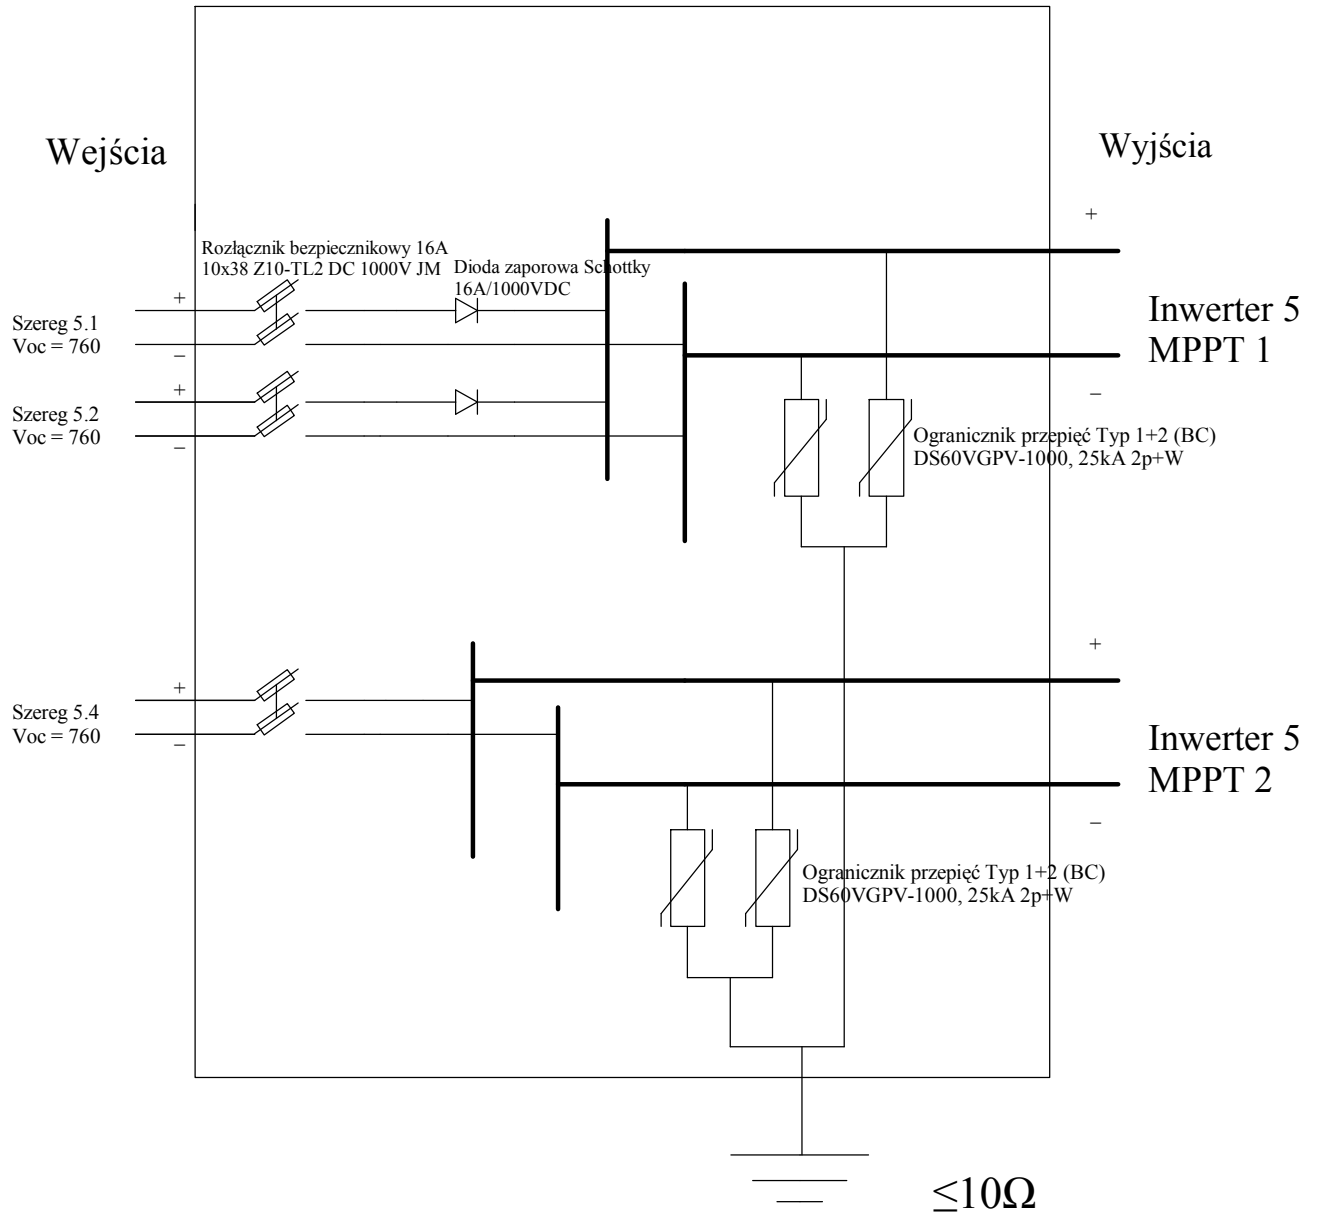 Wejścia
Wyjścia
+
Rozłącznik bezpiecznikowy 16A
10x38 Z10-TL2 DC 1000V JM
Dioda zaporowa Schottky
16A/1000VDC
+
Szereg 5.1
Voc = 760
−
Inwerter 5
MPPT 1
+
Szereg 5.2
Voc = 760
−
−
Ogranicznik przepięć Typ 1+2 (BC)
DS60VGPV-1000, 25kA 2p+W
+
+
Szereg 5.4
Voc = 760
−
Inwerter 5
MPPT 2
−
Ogranicznik przepięć Typ 1+2 (BC)
DS60VGPV-1000, 25kA 2p+W
≤10Ω